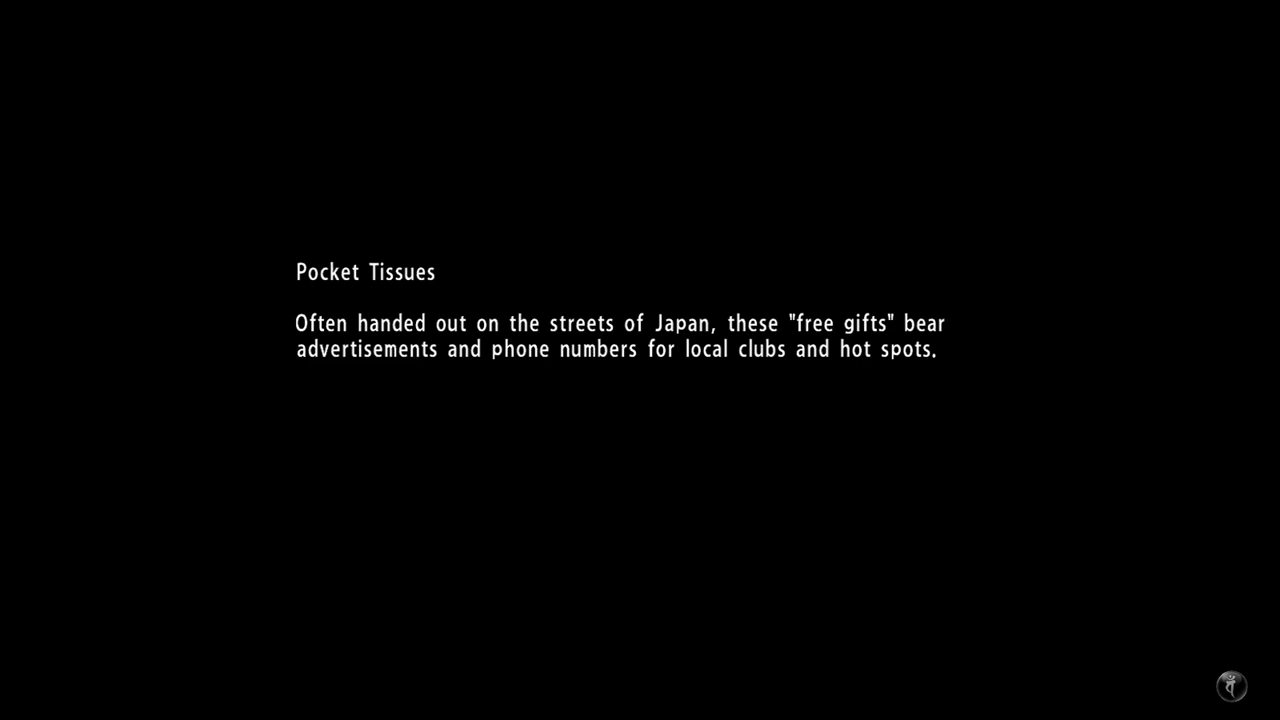 Pocket Tissues
Often handed out on the streets of Japan, these "free gifts" bear
advertisements and phone numbers for local clubs and hot spots.